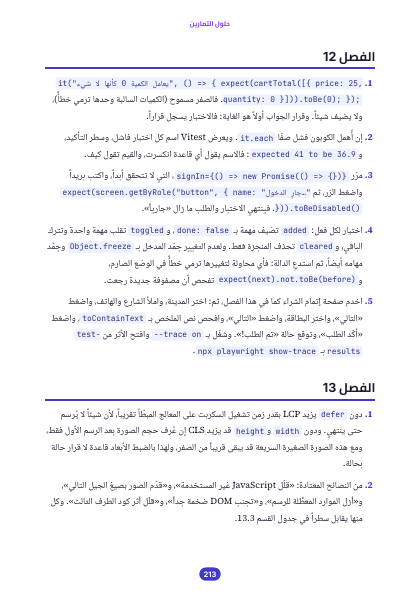 حلول التمارين
الفصل 12
1. it("يعامل الكمية 0 كأنها لا شيء", () => { expect(cartTotal([{ price: 25,
quantity: 0 }])).toBe(0); });. فالصفر مسموح (الكميات السالبة وحدها ترمي خطأً)،
ولا يضيف شيئاً. وقرار الجواب أولاً هو الغاية: فالاختبار يسجل قراراً.
2. إن أُهمل الكوبون فشل صفّا it.each. ويعرض Vitest اسم كل اختبار فاشل، وسطر التأكيد،
و expected 41 to be 36.9: فالاسم يقول أي قاعدة انكسرت، والقيم تقول كيف.
3. مرّر signIn={() => new Promise(() => {})}، التي لا تتحقق أبداً، واكتب بريداً
واضغط الزر، ثم expect(screen.getByRole("button", { name: "جارٍ الدخول…"
})).toBeDisabled(). فينتهي الاختبار والطلب ما زال «جارياً».
4. اختبار لكل فعل: added تضيف مهمة بـ done: false، و toggled تقلب مهمة واحدة وتترك
الباقي، و cleared تحذف المنجزة فقط. ولعدم التغيير جمّد المدخل بـ Object.freeze وجمّد
مهامه أيضاً، ثم استدعِ الدالة: فأي محاولة لتغييرها ترمي خطأً في الوضع الصارم،
و expect(next).not.toBe(before) تفحص أن مصفوفة جديدة رجعت.
5. اخدم صفحة إتمام الشراء كما في هذا الفصل، ثم: اختر المدينة، واملأ الشارع والهاتف، واضغط
«التالي»، واختر البطاقة، واضغط «التالي»، وافحص نص الملخص بـ toContainText، واضغط
«أكّد الطلب»، وتوقع حالة «تم الطلب!». وشغّل بـ --trace on وافتح الأثر من test-
results بـ npx playwright show-trace.
الفصل 13
1. دون defer يزيد LCP بقدر زمن تشغيل السكربت على المعالج المبطّأ تقريباً، لأن شيئاً لا يُرسم
حتى ينتهي. ودون width و height قد يزيد CLS إن عُرف حجم الصورة بعد الرسم الأول فقط،
ومع هذه الصورة الصغيرة السريعة قد يبقى قريباً من الصفر، ولهذا بالضبط الأبعاد قاعدة لا قرار حالة
بحالة.
2. من النصائح المعتادة: «قلّل JavaScript غير المستخدمة»، و«قدّم الصور بصيغ الجيل التالي»،
و«أزل الموارد المعطِّلة للرسم»، و«تجنب DOM ضخمة جداً»، و«قلّل أثر كود الطرف الثالث». وكل
منها يقابل سطراً في جدول القسم 13.3.
213